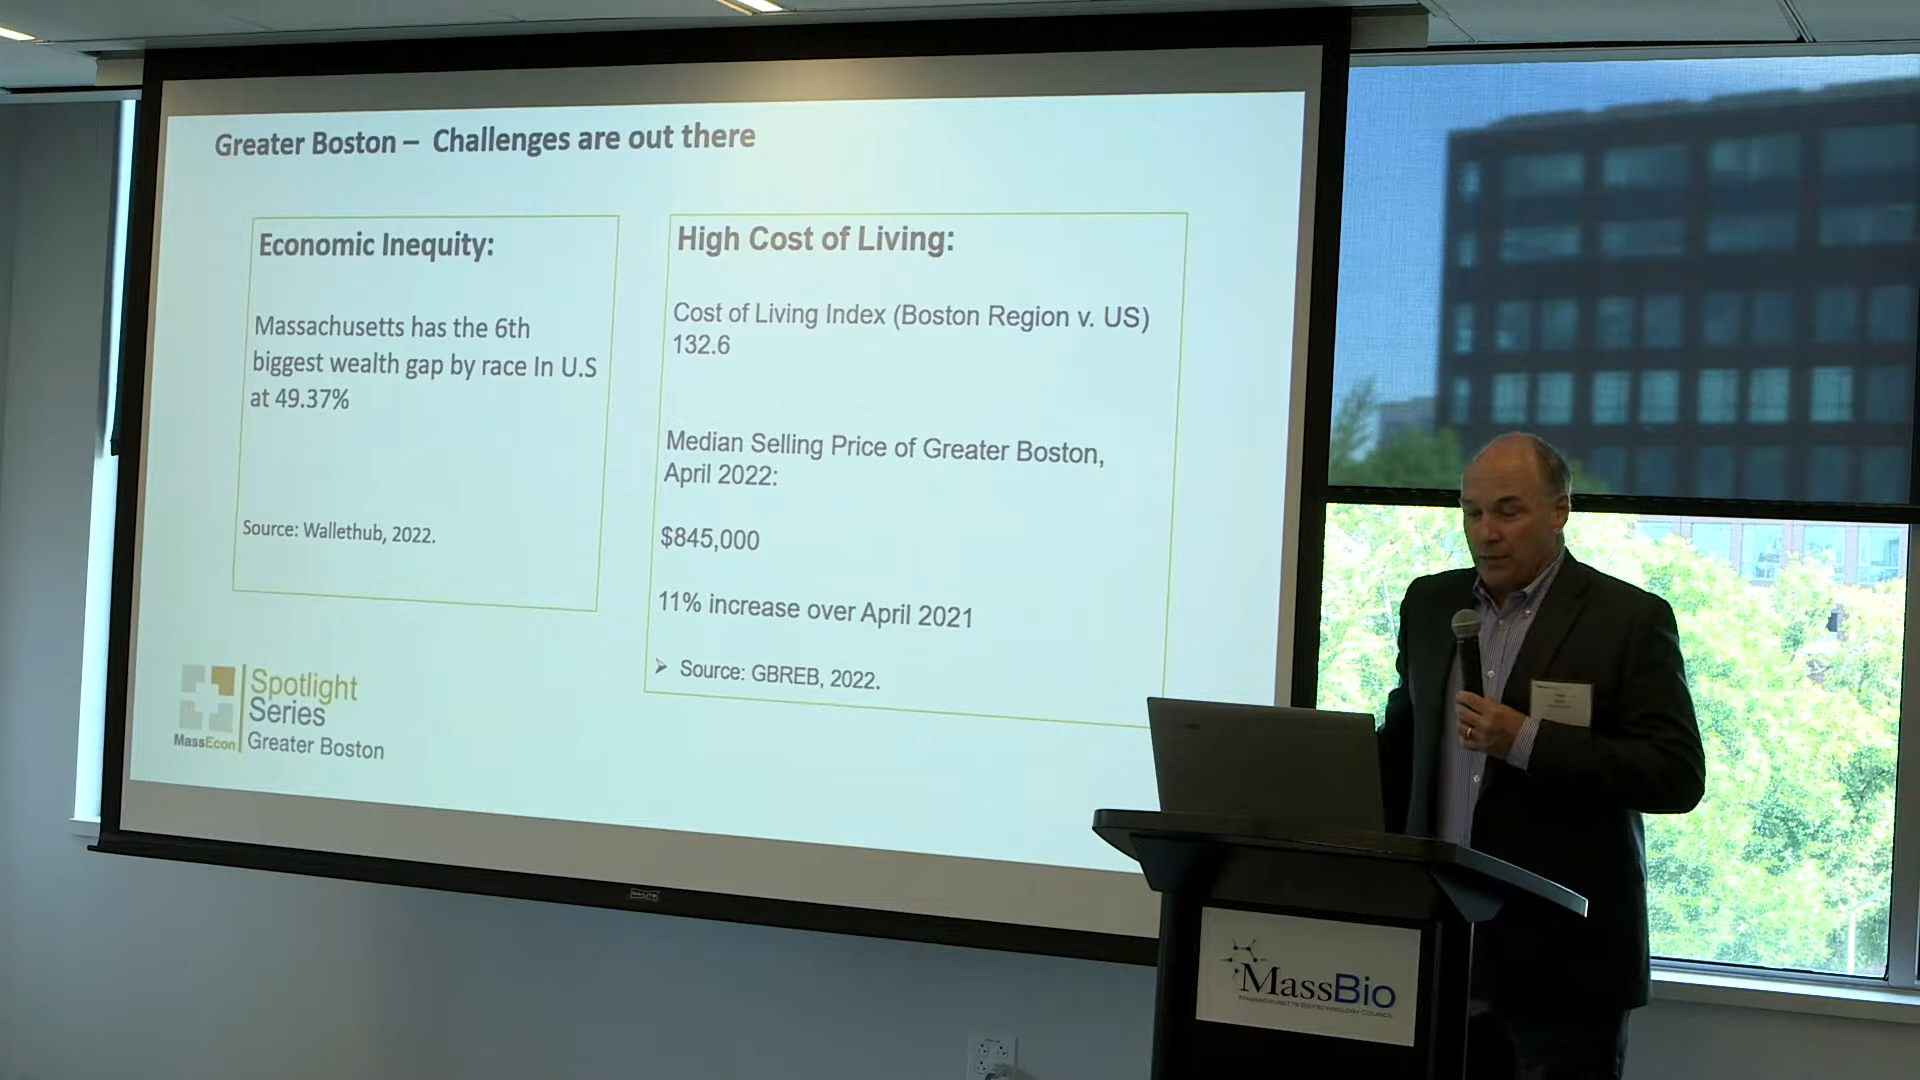 Greater Boston – Challenges are out there
Economic Inequity:
Massachusetts has the 6th
biggest wealth gap by race In U.S
at 49.37%
Source: Wallethub, 2022.
High Cost of Living:
Cost of Living Index (Boston Region v. US)
132.6
Median Selling Price of Greater Boston,
April 2022:
$845,000
11% increase over April 2021
➤ Source: GBREB, 2022.
Spotlight
Series
Greater Boston
MassEcon
DA-LITE
MassBio
MASSACHUSETTS BIOTECHNOLOGY COUNCIL